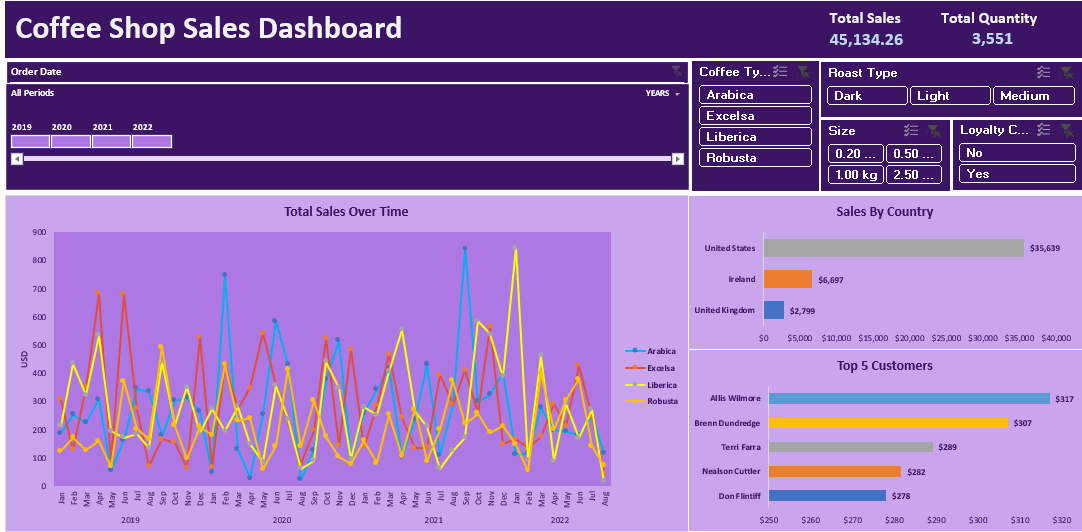 Coffee Shop Sales Dashboard
Total Sales
45,134.26
Total Quantity
3,551
Order Date
All Periods
YEARS
2019 2020 2021 2022
Coffee Ty...
Arabica
Excelsa
Liberica
Robusta
Roast Type
Dark Light Medium
Size
0.20 ... 0.50 ...
1.00 kg 2.50 ...
Loyalty C...
No
Yes
Total Sales Over Time
900
800
700
600
500
400
300
200
100
0
USD
Jan Feb Mar Apr May Jun Jul Aug Sep Oct Nov Dec Jan Feb Mar Apr May Jun Jul Aug Sep Oct Nov Dec Jan Feb Mar Apr May Jun Jul Aug Sep Oct Nov Dec Jan Feb Mar Apr May Jun Jul Aug
2019 2020 2021 2022
Arabica
Excelsa
Liberica
Robusta
Sales By Country
United States $35,639
Ireland $6,697
United Kingdom $2,799
$0 $5,000 $10,000 $15,000 $20,000 $25,000 $30,000 $35,000 $40,000
Top 5 Customers
Allis Wilmore $317
Brenn Dundredge $307
Terri Farra $289
Nealson Cuttler $282
Don Flintiff $278
$250 $260 $270 $280 $290 $300 $310 $320